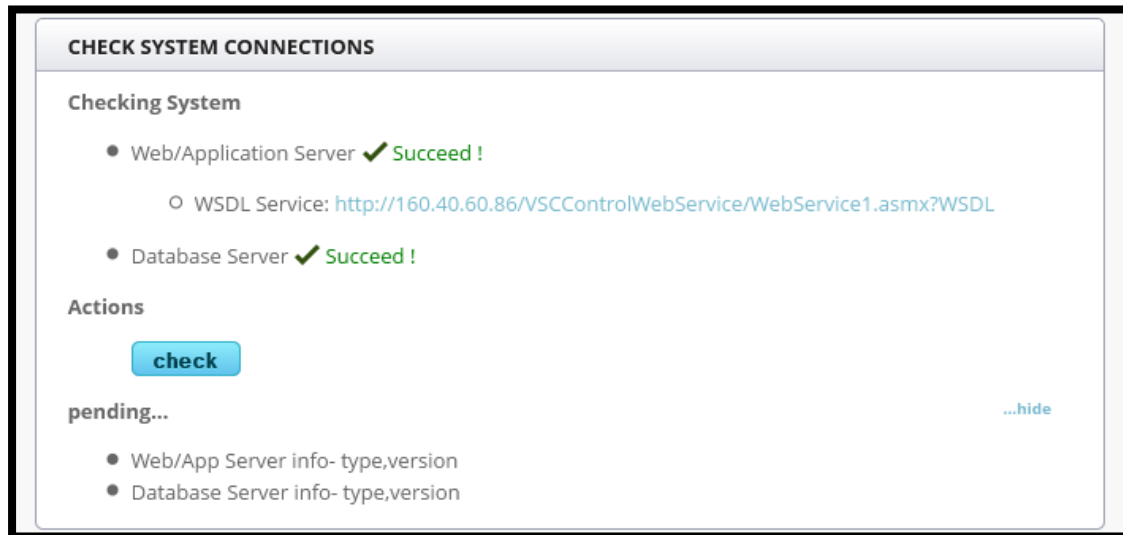 CHECK SYSTEM CONNECTIONS
Checking System
Web/Application Server Succeed !
WSDL Service: http://160.40.60.86/VSCControlWebService/WebService1.asmx?WSDL
Database Server Succeed !
Actions
check
pending... ...hide
Web/App Server info- type,version
Database Server info- type,version